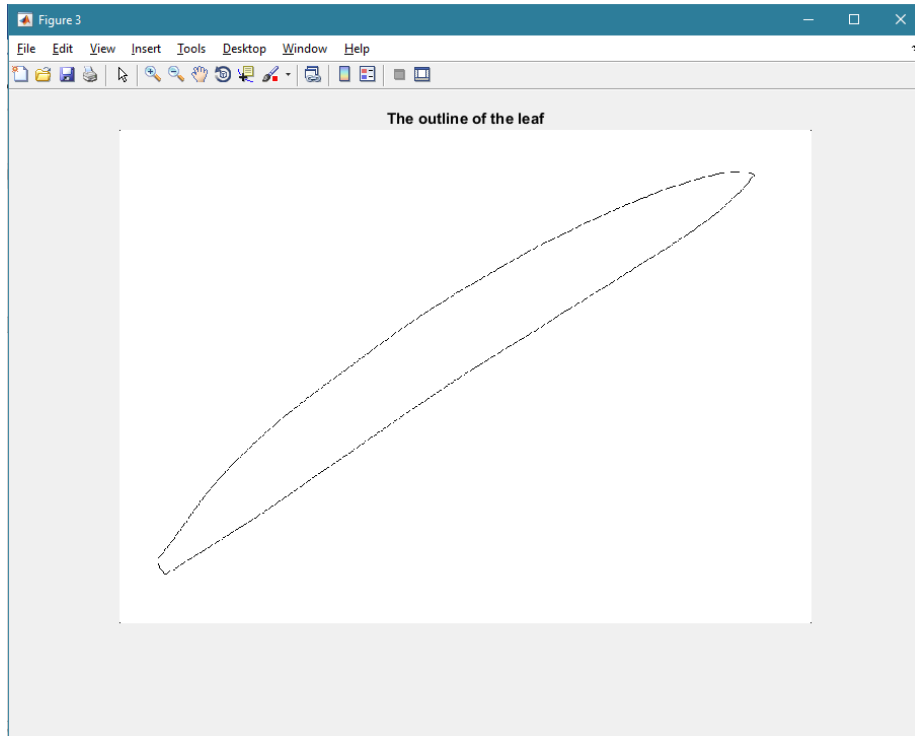 Figure 3
File Edit View Insert Tools Desktop Window Help
The outline of the leaf